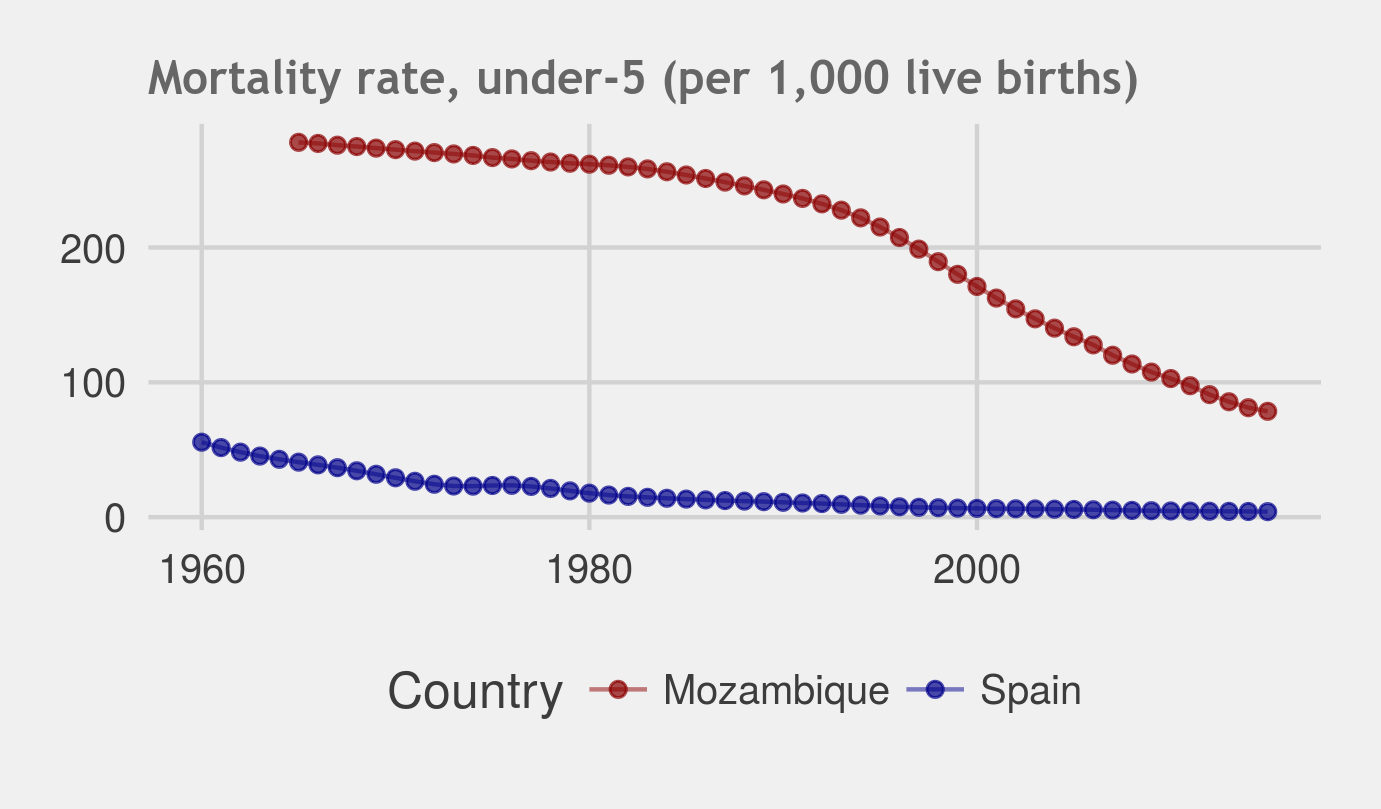 Mortality rate, under-5 (per 1,000 live births)
200
100
0
1960 1980 2000
Country Mozambique Spain